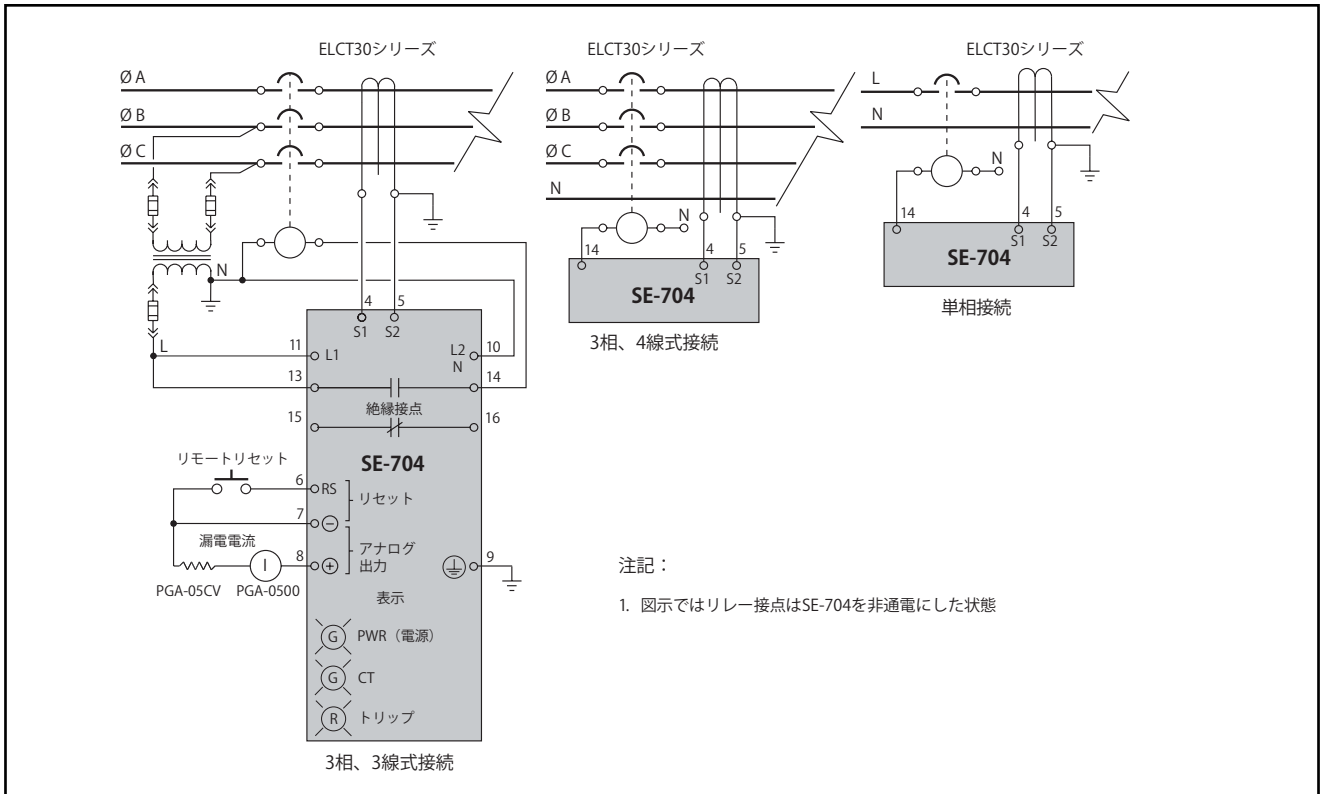 ELCT30シリーズ
Ø A
Ø B
Ø C
N
L
4 5
S1 S2
11 L1
L2 10
N
13 14
絶縁接点
15 16
SE-704
リモートリセット
6 RS
リセット
7 −
漏電電流
8 +
アナログ
出力
I
PGA-05CV PGA-0500
9
表示
G PWR（電源）
G CT
R トリップ
3相、3線式接続
ELCT30シリーズ
Ø A
Ø B
Ø C
N
N
14 4 5
S1 S2
SE-704
3相、4線式接続
ELCT30シリーズ
L
N
N
14 4 5
S1 S2
SE-704
単相接続
注記：
1. 図示ではリレー接点はSE-704を非通電にした状態